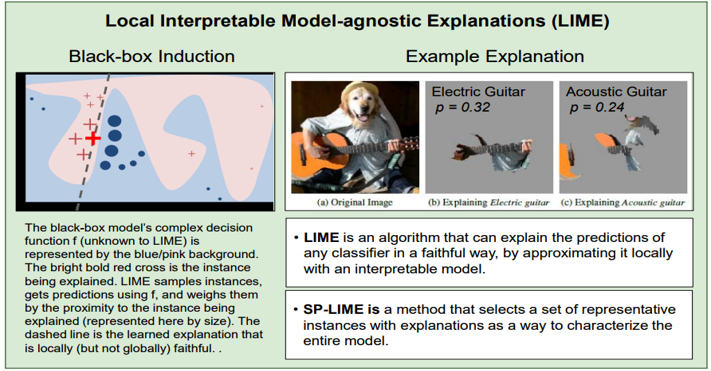 Local Interpretable Model-agnostic Explanations (LIME)
Black-box Induction
The black-box model's complex decision
function f (unknown to LIME) is
represented by the blue/pink background.
The bright bold red cross is the instance
being explained. LIME samples instances,
gets predictions using f, and weighs them
by the proximity to the instance being
explained (represented here by size). The
dashed line is the learned explanation that
is locally (but not globally) faithful. .
Example Explanation
Electric Guitar
p = 0.32
Acoustic Guitar
p = 0.24
(a) Original Image
(b) Explaining Electric guitar
(c) Explaining Acoustic guitar
• LIME is an algorithm that can explain the predictions of
any classifier in a faithful way, by approximating it locally
with an interpretable model.
• SP-LIME is a method that selects a set of representative
instances with explanations as a way to characterize the
entire model.